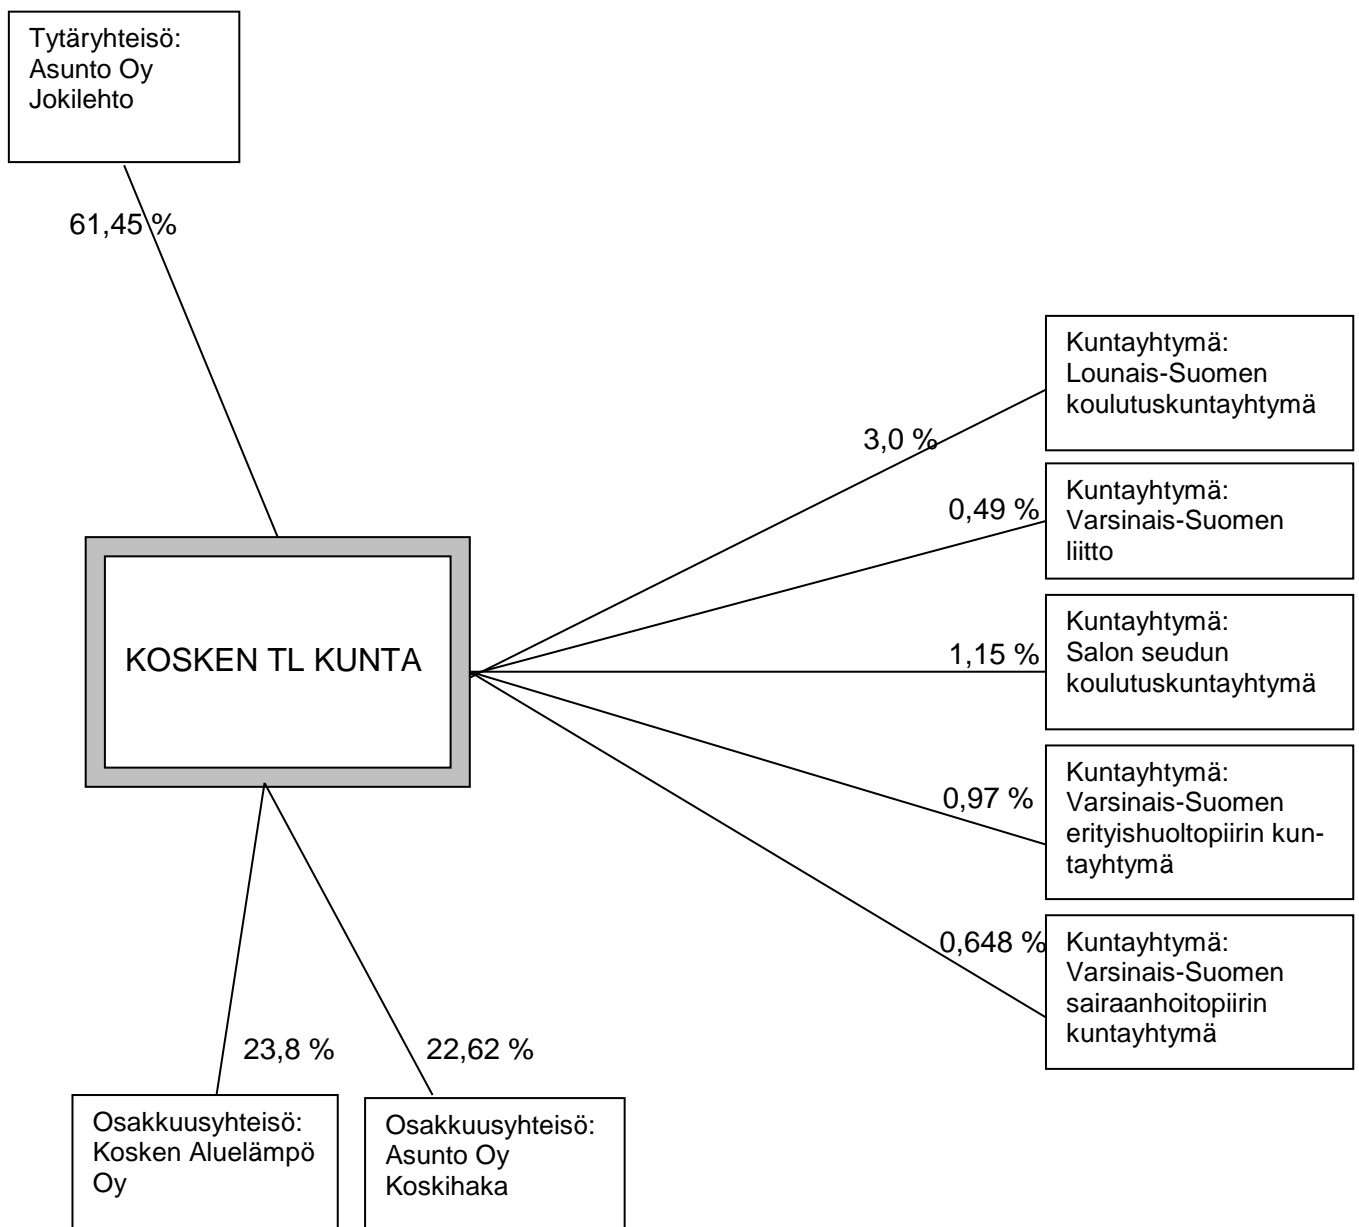 Tytäryhteisö:
Asunto Oy
Jokilehto
61,45 %
Kuntayhtymä:
Lounais-Suomen
koulutuskuntayhtymä
3,0 %
Kuntayhtymä:
Varsinais-Suomen
liitto
0,49 %
KOSKEN TL KUNTA
Kuntayhtymä:
Salon seudun
koulutuskuntayhtymä
1,15 %
Kuntayhtymä:
Varsinais-Suomen
erityishuoltopiirin kun-
tayhtymä
0,97 %
Kuntayhtymä:
Varsinais-Suomen
sairaanhoitopiirin
kuntayhtymä
0,648 %
23,8 %
22,62 %
Osakkuusyhteisö:
Kosken Aluelämpö
Oy
Osakkuusyhteisö:
Asunto Oy
Koskihaka